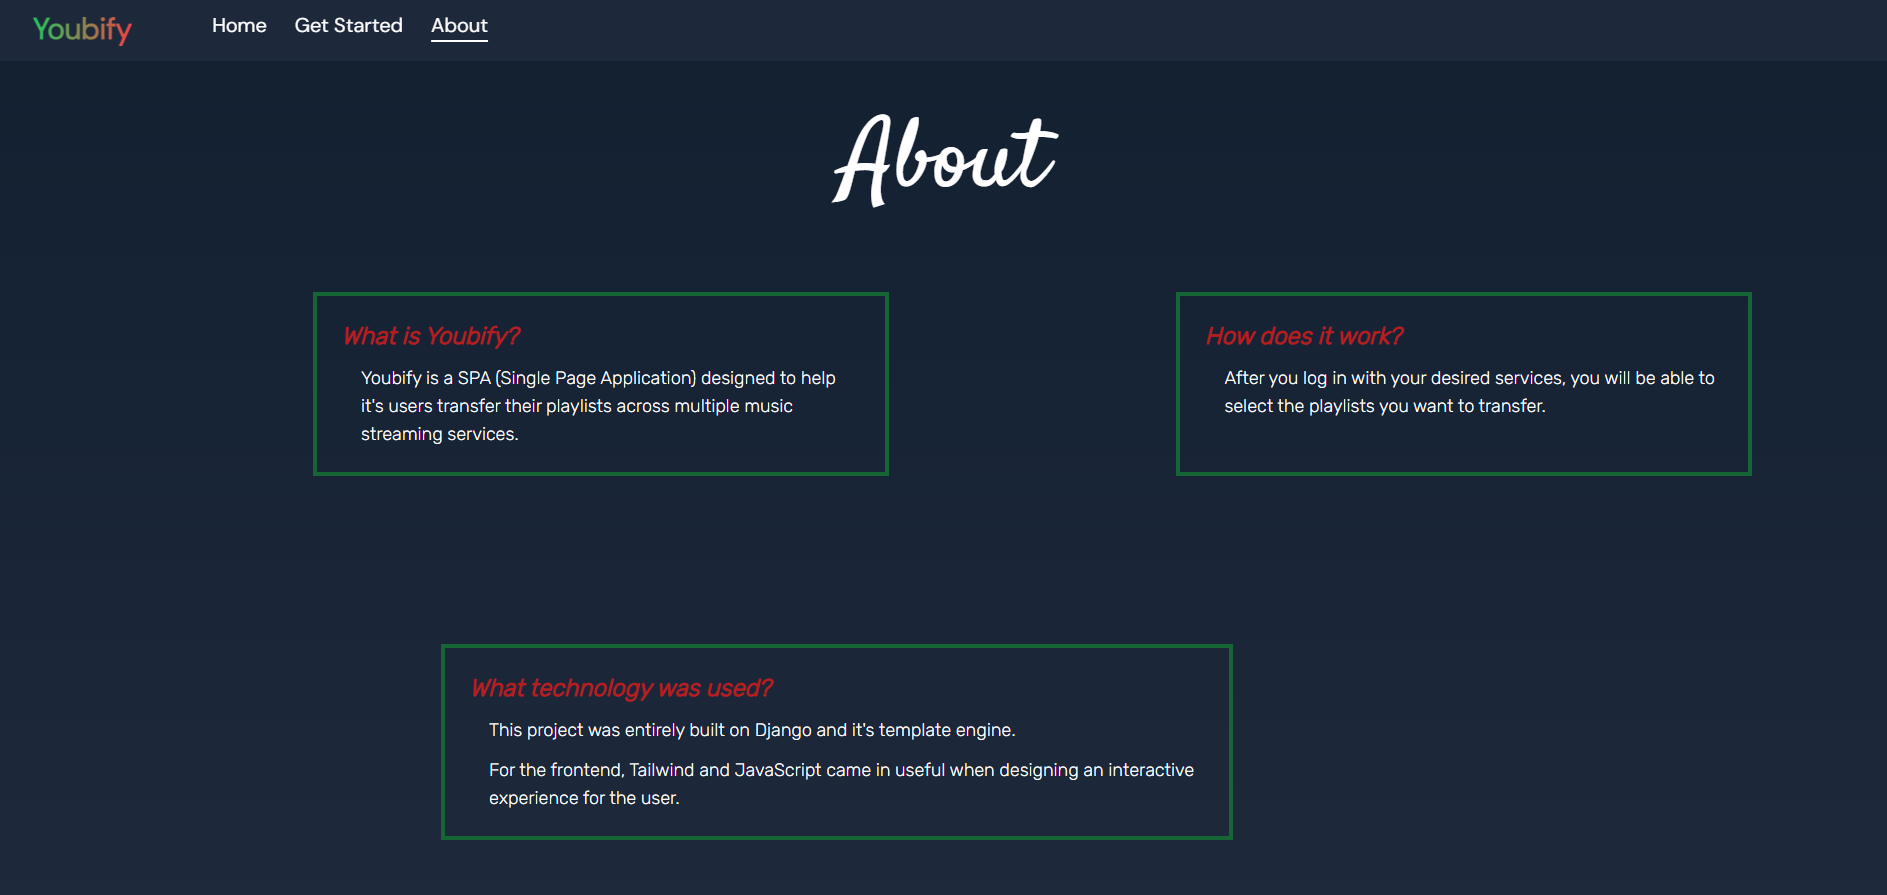 Youbify
Home
Get Started
About
About
What is Youbify?
Youbify is a SPA (Single Page Application) designed to help
it's users transfer their playlists across multiple music
streaming services.
How does it work?
After you log in with your desired services, you will be able to
select the playlists you want to transfer.
What technology was used?
This project was entirely built on Django and it's template engine.
For the frontend, Tailwind and JavaScript came in useful when designing an interactive
experience for the user.